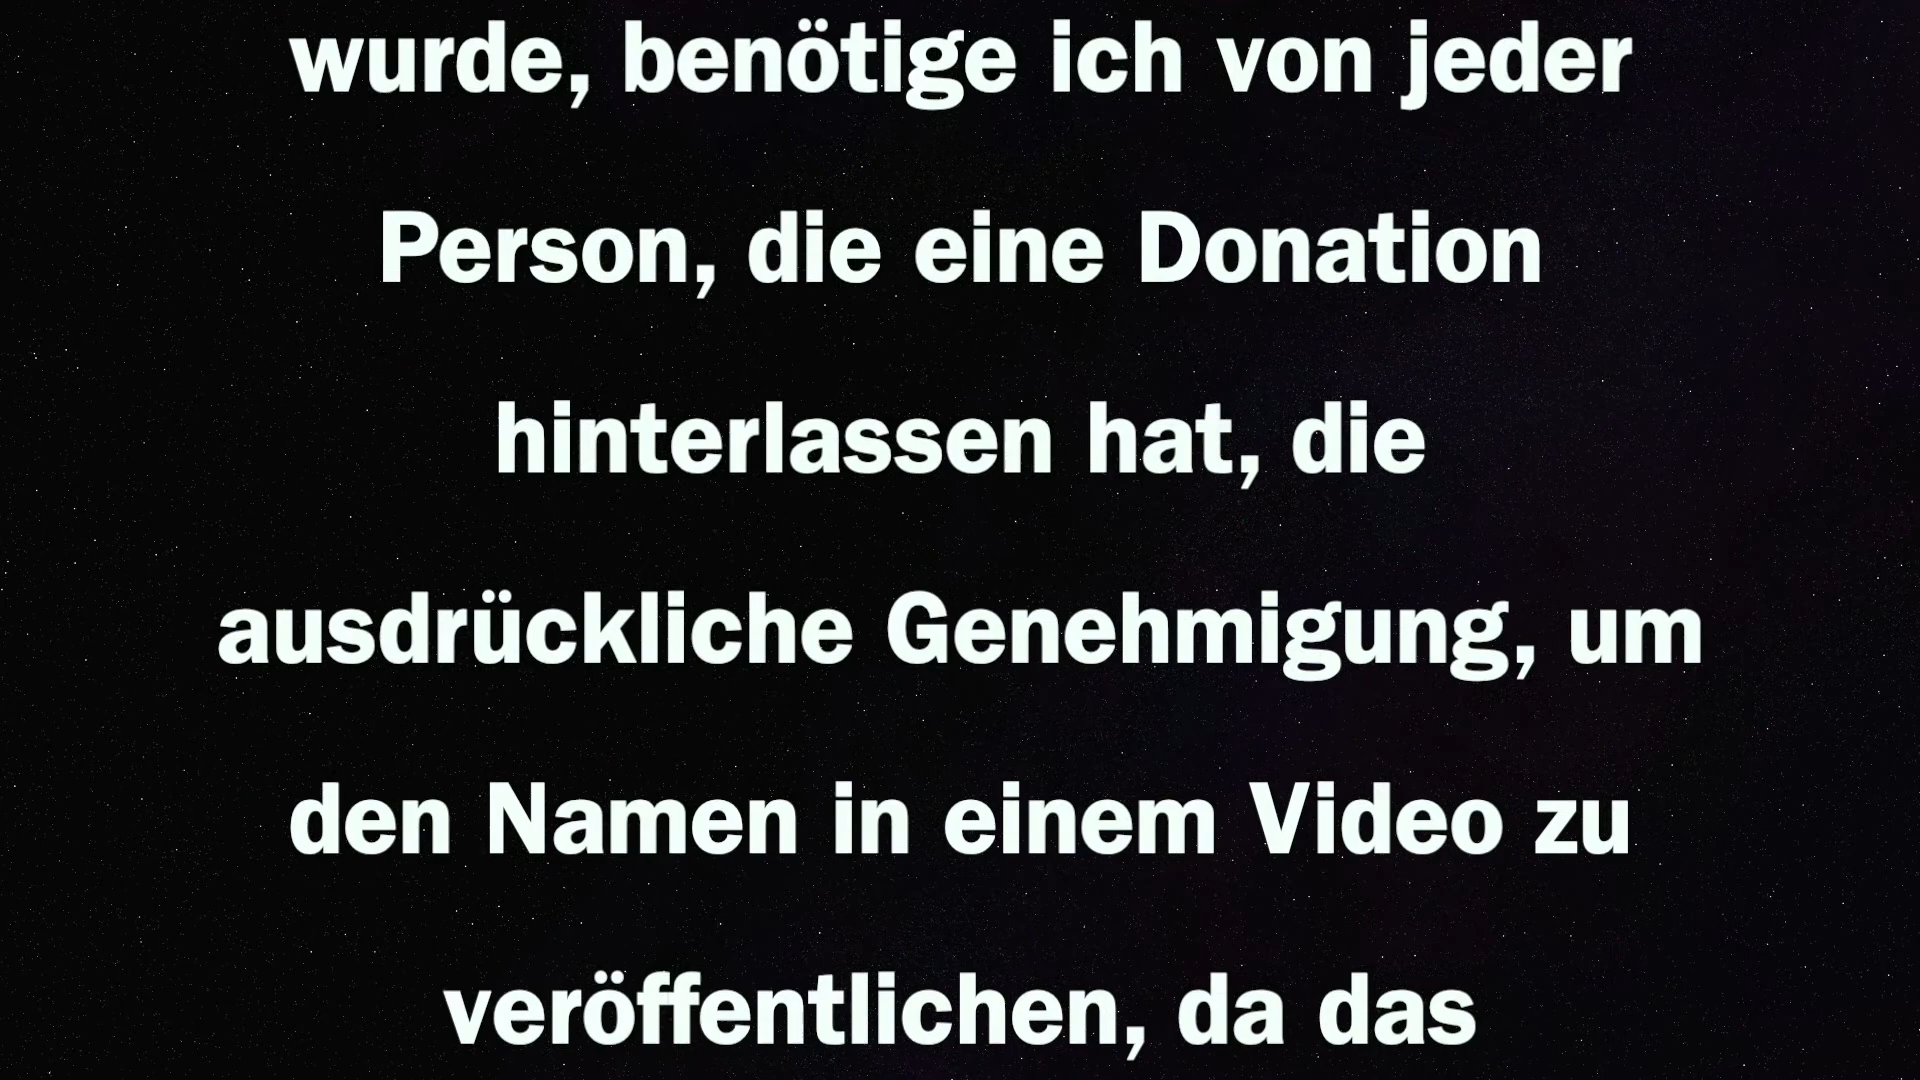 wurde, benötige ich von jeder
Person, die eine Donation
hinterlassen hat, die
ausdrückliche Genehmigung, um
den Namen in einem Video zu
veröffentlichen, da das